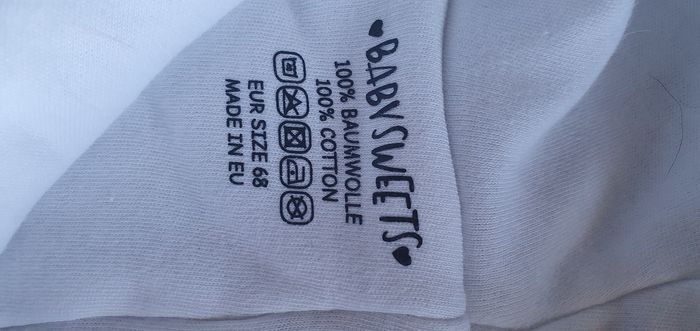 BABY SWEETS
100% BAUMWOLLE
100% COTTON
EUR SIZE 68
MADE IN EU